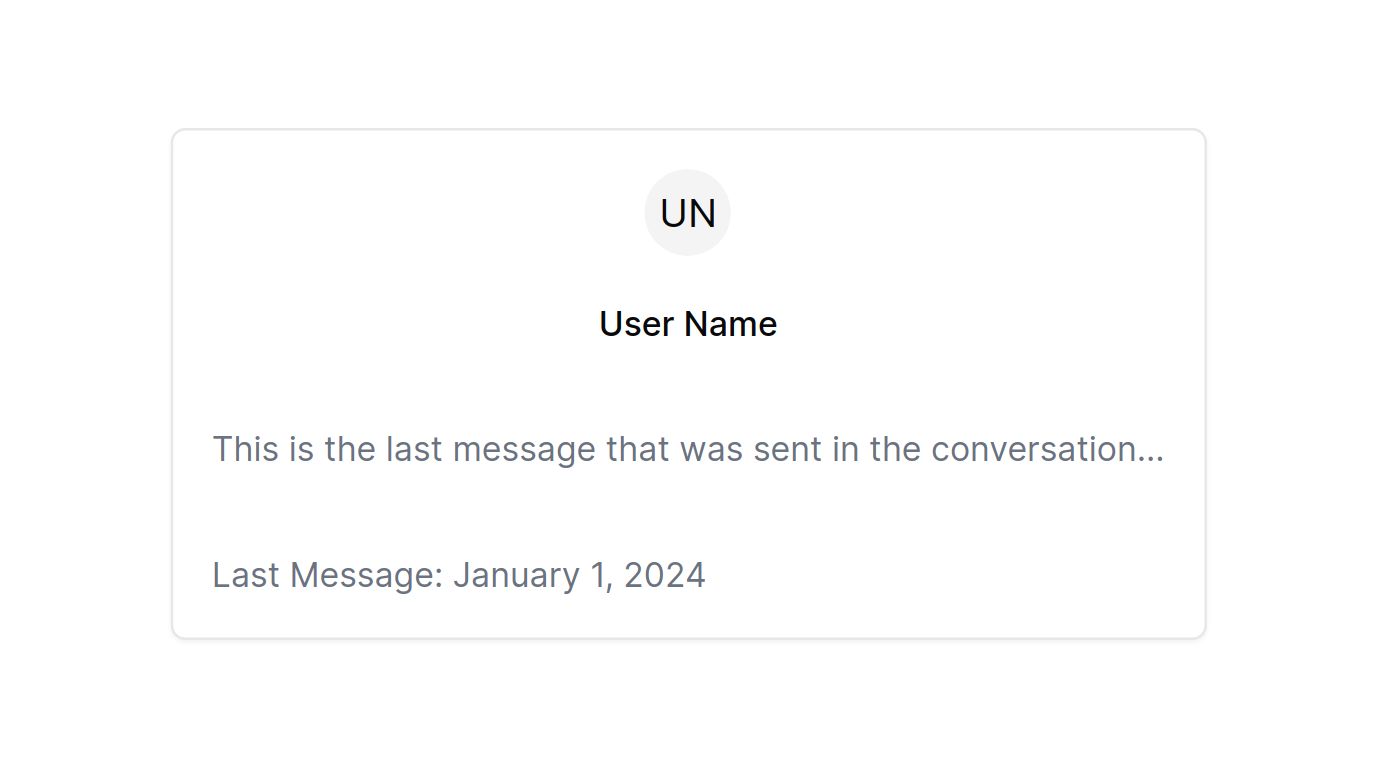 UN
User Name
This is the last message that was sent in the conversation...
Last Message: January 1, 2024